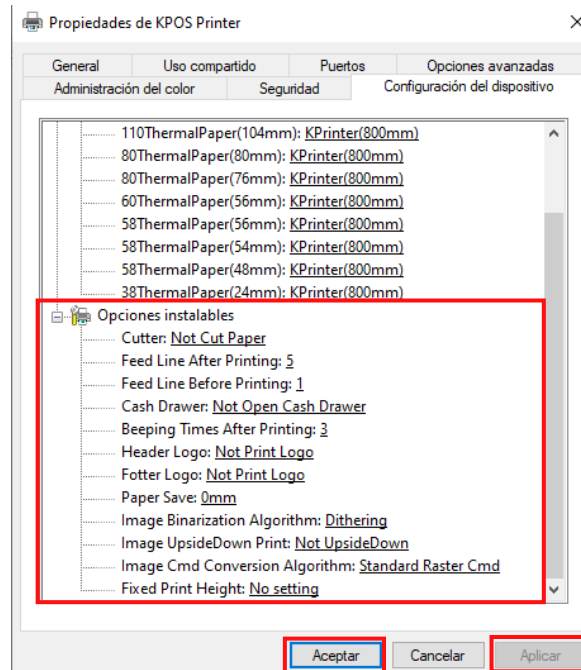 Propiedades de KPOS Printer
General Uso compartido Puertos Opciones avanzadas
Administración del color Seguridad Configuración del dispositivo
110ThermalPaper(104mm): KPrinter(800mm)
80ThermalPaper(80mm): KPrinter(800mm)
80ThermalPaper(76mm): KPrinter(800mm)
60ThermalPaper(56mm): KPrinter(800mm)
58ThermalPaper(56mm): KPrinter(800mm)
58ThermalPaper(54mm): KPrinter(800mm)
58ThermalPaper(48mm): KPrinter(800mm)
38ThermalPaper(24mm): KPrinter(800mm)
Opciones instalables
Cutter: Not Cut Paper
Feed Line After Printing: 5
Feed Line Before Printing: 1
Cash Drawer: Not Open Cash Drawer
Beeping Times After Printing: 3
Header Logo: Not Print Logo
Fotter Logo: Not Print Logo
Paper Save: 0mm
Image Binarization Algorithm: Dithering
Image UpsideDown Print: Not UpsideDown
Image Cmd Conversion Algorithm: Standard Raster Cmd
Fixed Print Height: No setting
Aceptar Cancelar Aplicar